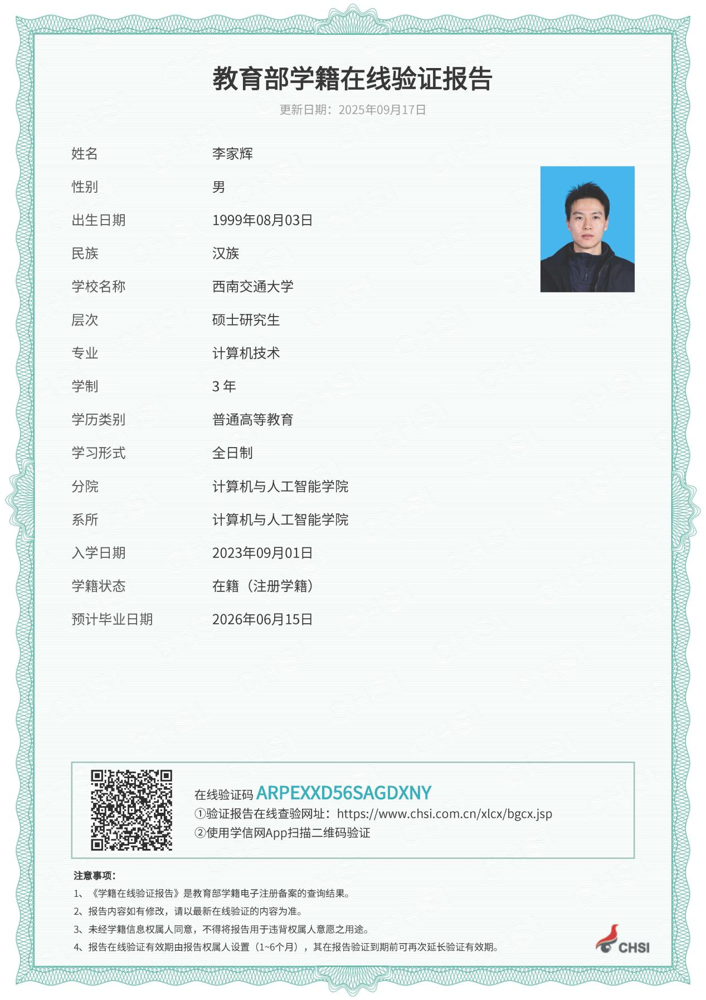 教育部学籍在线验证报告
更新日期：2025年09月17日
姓名 李家辉
性别 男
出生日期 1999年08月03日
民族 汉族
学校名称 西南交通大学
层次 硕士研究生
专业 计算机技术
学制 3 年
学历类别 普通高等教育
学习形式 全日制
分院 计算机与人工智能学院
系所 计算机与人工智能学院
入学日期 2023年09月01日
学籍状态 在籍（注册学籍）
预计毕业日期 2026年06月15日
在线验证码 ARPEXXD56SAGDXNY
①验证报告在线查验网址：https://www.chsi.com.cn/xlcx/bgcx.jsp
②使用学信网App扫描二维码验证
注意事项：
1、《学籍在线验证报告》是教育部学籍电子注册备案的查询结果。
2、报告内容如有修改，请以最新在线验证的内容为准。
3、未经学籍信息权属人同意，不得将报告用于违背权属人意愿之用途。
4、报告在线验证有效期由报告权属人设置（1~6个月），其在报告验证到期前可再次延长验证有效期。
CHSI